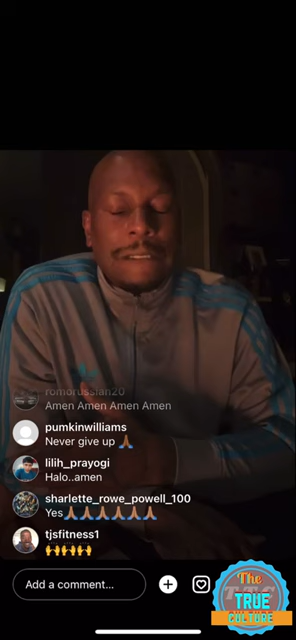 romorussian20
Amen Amen Amen Amen
pumkinwilliams
Never give up 🙏🏽
lilih_prayogi
Halo..amen
sharlette_rowe_powell_100
Yes🙏🏽🙏🏽🙏🏽🙏🏽🙏🏽🙏🏽
tjsfitness1
🙌🙌🙌🙌
Add a comment...
The
TRUE
CULTURE